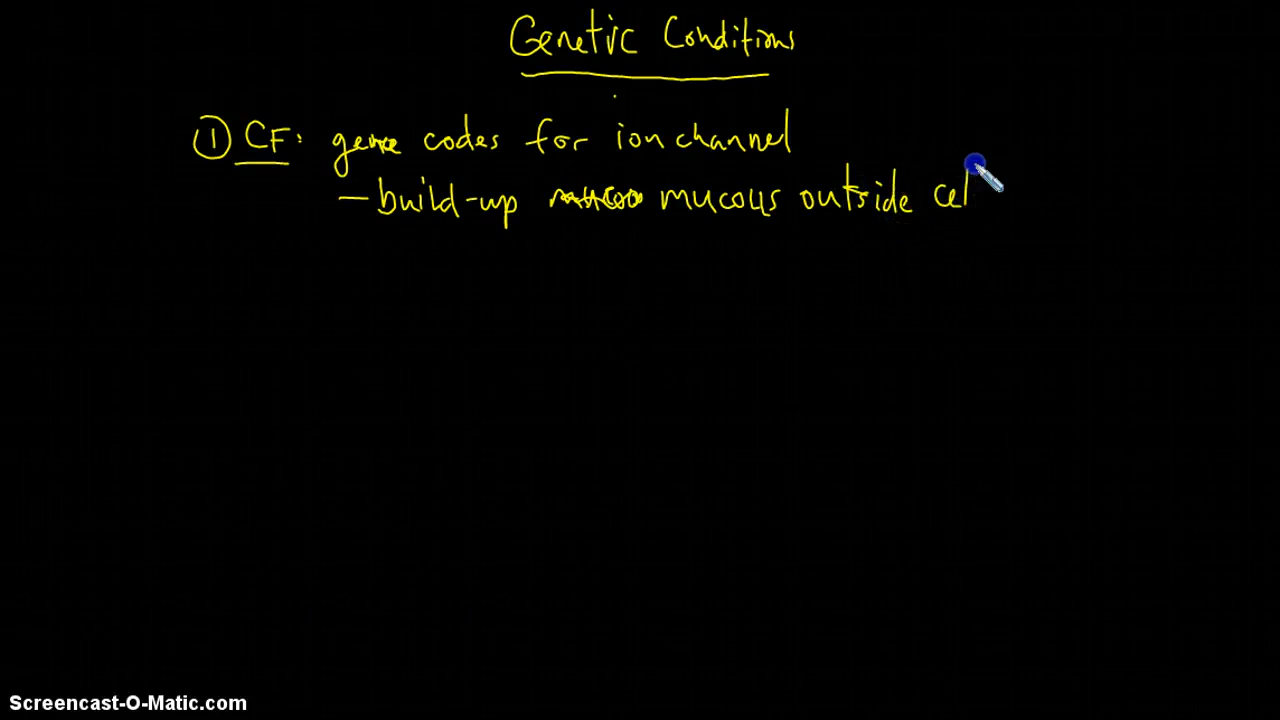 Genetic Conditions
① CF: gene codes for ion channel
- build-up mucous outside cel
Screencast-O-Matic.com